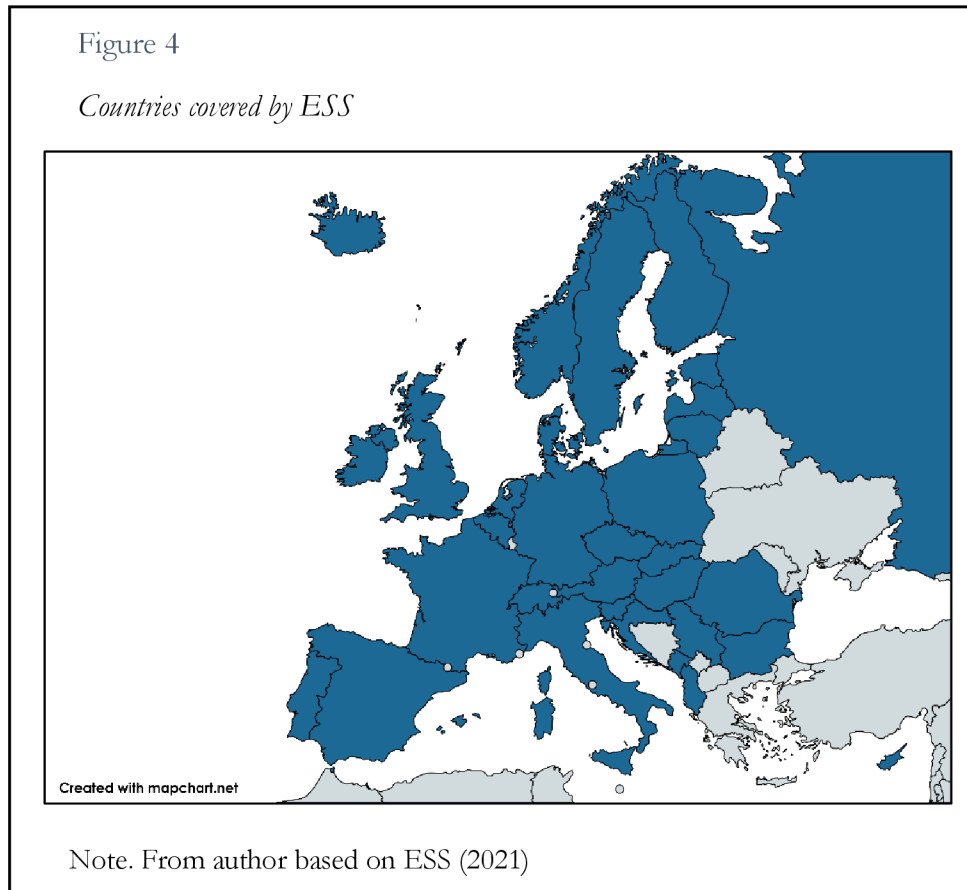 Figure 4
Countries covered by ESS
Created with mapchart.net
Note. From author based on ESS (2021)